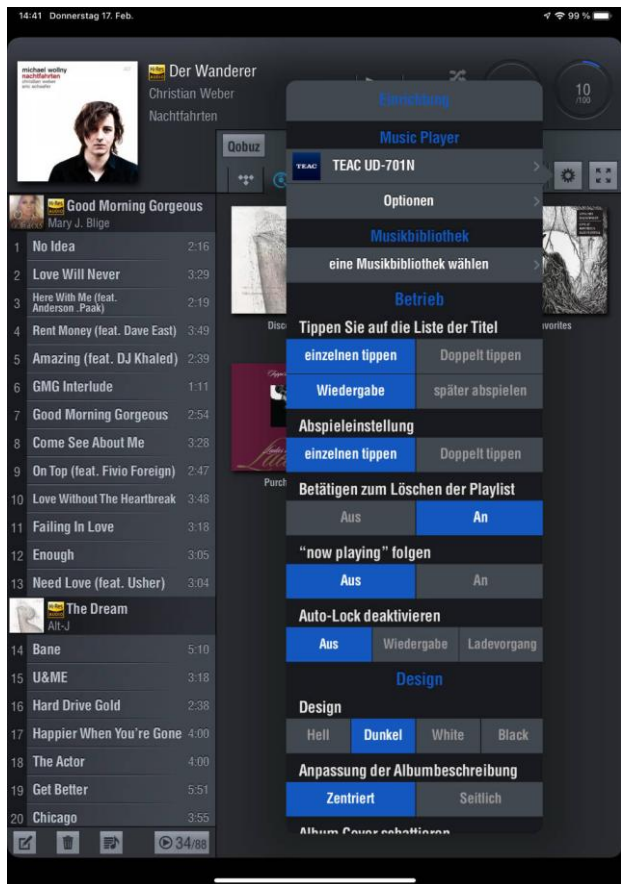 14:41 Donnerstag 17. Feb.
99 %
michael wollny
nachtfahrten
christian weber
eric schaefer
Der Wanderer
Christian Weber
Nachtfahrten
10
/100
Qobuz
Good Morning Gorgeous
Mary J. Blige
1 No Idea 2:16
2 Love Will Never 3:29
3 Here With Me (feat.
Anderson .Paak) 2:19
4 Rent Money (feat. Dave East) 3:49
5 Amazing (feat. DJ Khaled) 2:39
6 GMG Interlude 1:11
7 Good Morning Gorgeous 2:54
8 Come See About Me 3:28
9 On Top (feat. Fivio Foreign) 2:47
10 Love Without The Heartbreak 3:48
11 Failing In Love 3:18
12 Enough 3:05
13 Need Love (feat. Usher) 3:04
The Dream
Alt-J
14 Bane 5:10
15 U&ME 3:18
16 Hard Drive Gold 2:38
17 Happier When You're Gone 4:00
18 The Actor 4:00
19 Get Better 5:51
20 Chicago 3:55
34/88
Einrichtung
Music Player
TEAC TEAC UD-701N
Optionen
Musikbibliothek
eine Musikbibliothek wählen
Betrieb
Tippen Sie auf die Liste der Titel
einzelnen tippen Doppelt tippen
Wiedergabe später abspielen
Abspieleinstellung
einzelnen tippen Doppelt tippen
Betätigen zum Löschen der Playlist
Aus An
“now playing” folgen
Aus An
Auto-Lock deaktivieren
Aus Wiedergabe Ladevorgang
Design
Design
Hell Dunkel White Black
Anpassung der Albumbeschreibung
Zentriert Seitlich
Album Cover schattieren
Disc
vorites
Purch